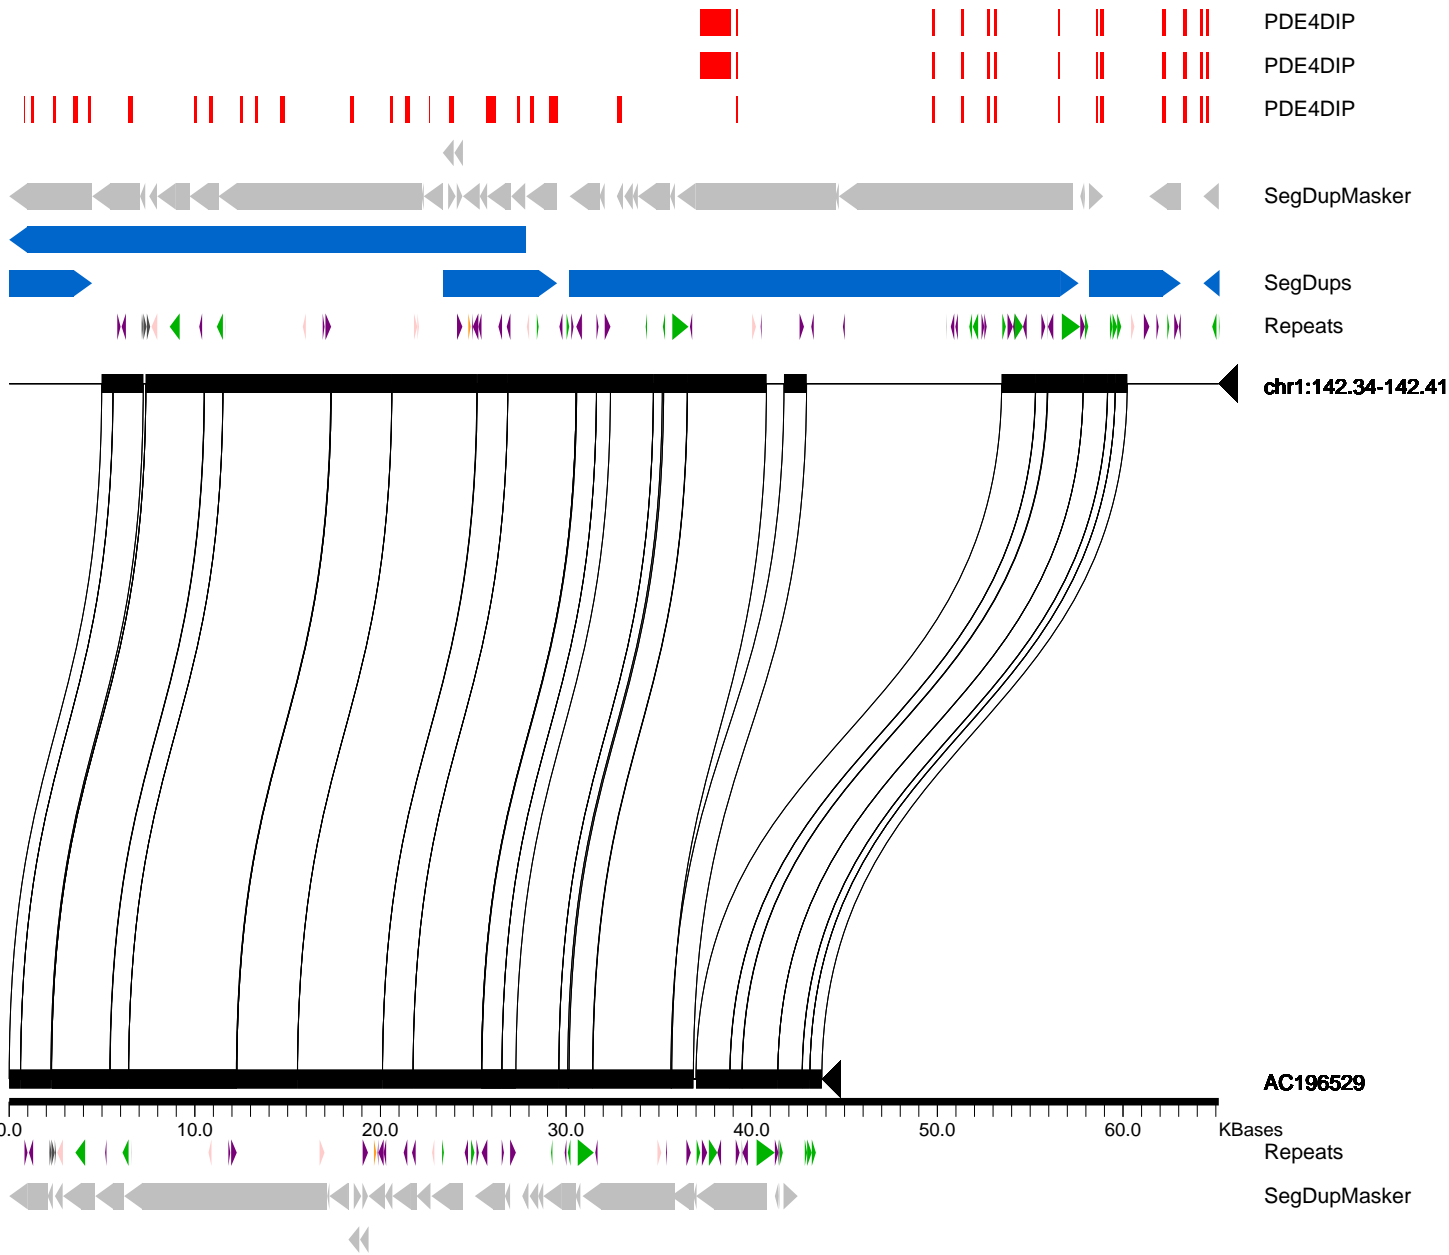 PDE4DIP
PDE4DIP
PDE4DIP
SegDupMasker
SegDups
Repeats
chr1:142.34-142.41
AC196529
0.0 10.0 20.0 30.0 40.0 50.0 60.0 KBases
Repeats
SegDupMasker